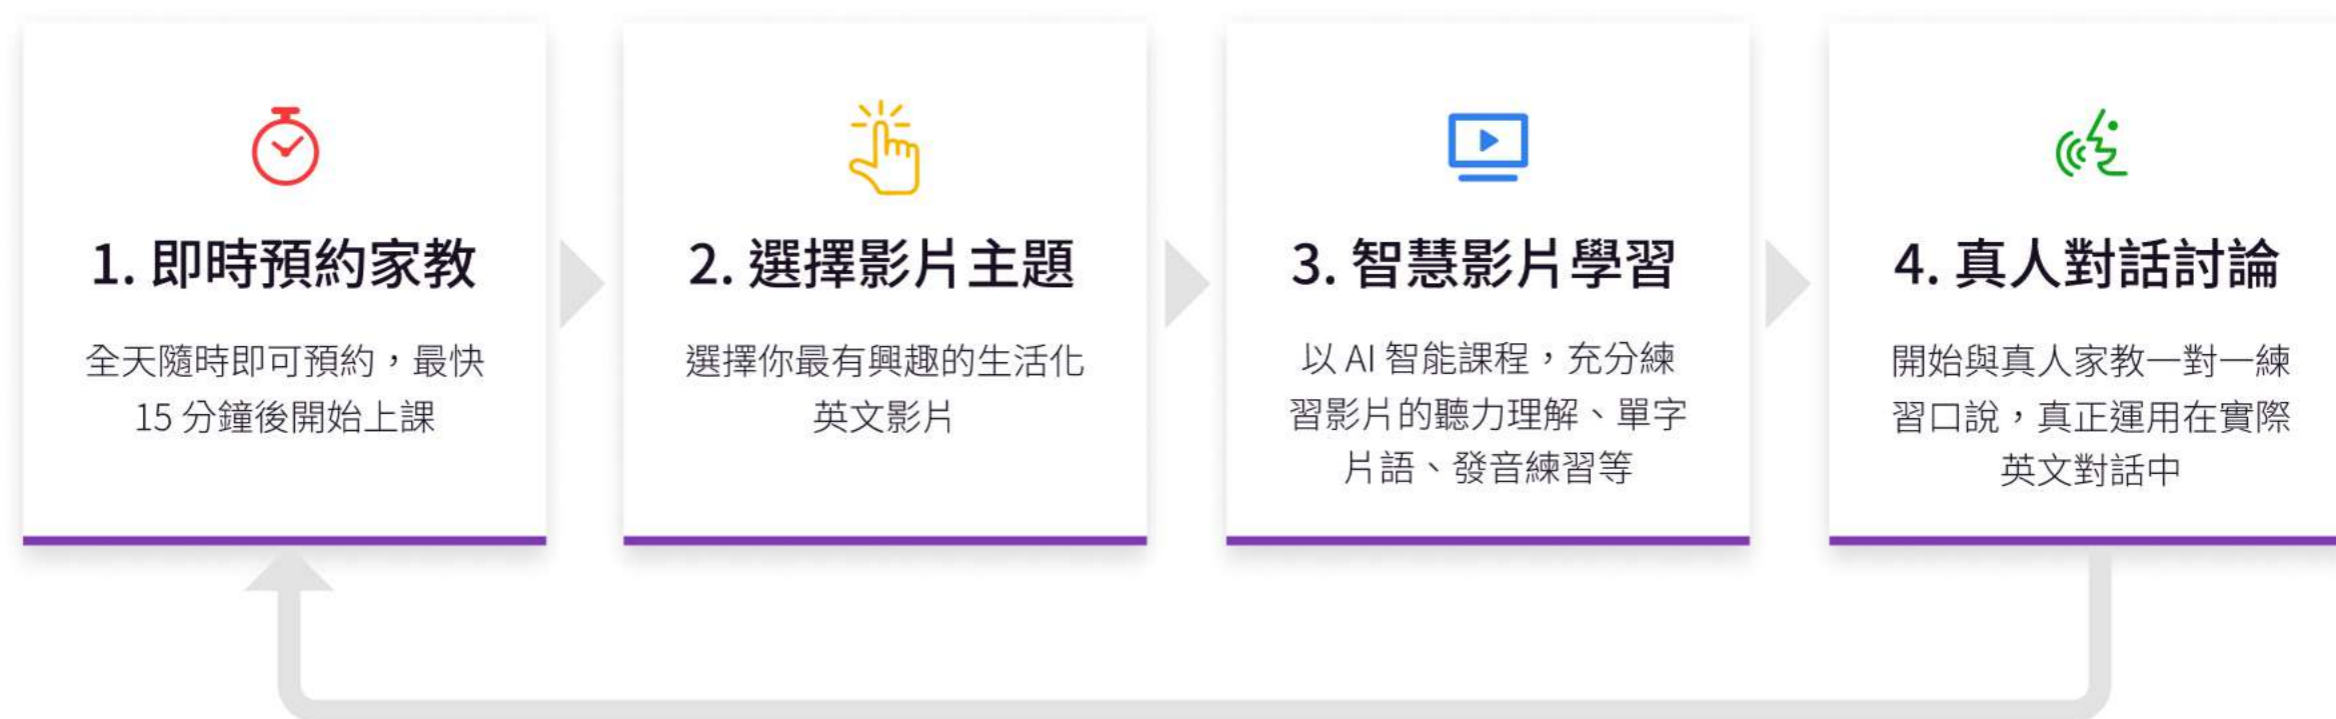 1. 即時預約家教
全天隨時即可預約，最快
15 分鐘後開始上課
2. 選擇影片主題
選擇你最有興趣的生活化
英文影片
3. 智慧影片學習
以 AI 智能課程，充分練
習影片的聽力理解、單字
片語、發音練習等
4. 真人對話討論
開始與真人家教一對一練
習口說，真正運用在實際
英文對話中